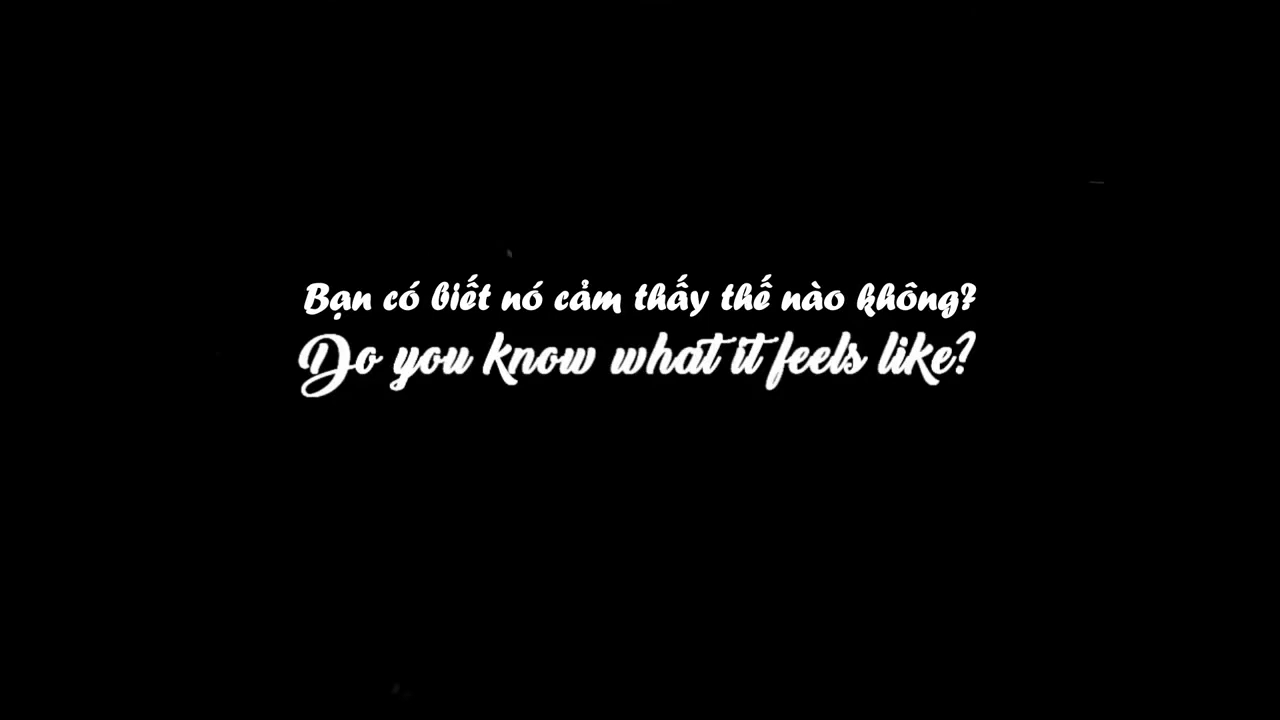 Bạn có biết nó cảm thấy thế nào không?
Do you know what it feels like?